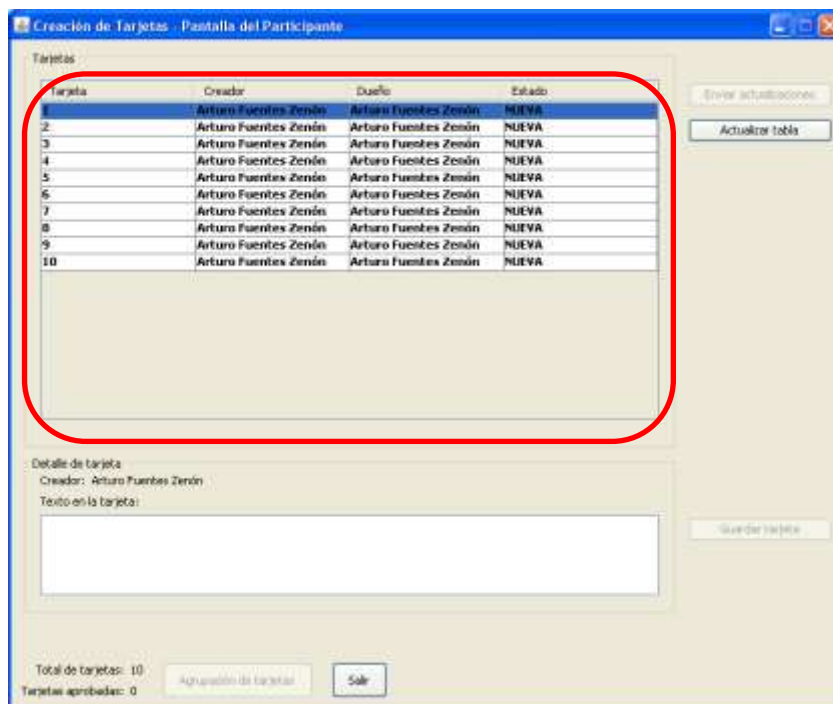 Creación de Tarjetas - Pantalla del Participante
Tarjetas
Tarjeta Creador Dueño Estado
1 Arturo Fuentes Zenón Arturo Fuentes Zenón NUEVA
2 Arturo Fuentes Zenón Arturo Fuentes Zenón NUEVA
3 Arturo Fuentes Zenón Arturo Fuentes Zenón NUEVA
4 Arturo Fuentes Zenón Arturo Fuentes Zenón NUEVA
5 Arturo Fuentes Zenón Arturo Fuentes Zenón NUEVA
6 Arturo Fuentes Zenón Arturo Fuentes Zenón NUEVA
7 Arturo Fuentes Zenón Arturo Fuentes Zenón NUEVA
8 Arturo Fuentes Zenón Arturo Fuentes Zenón NUEVA
9 Arturo Fuentes Zenón Arturo Fuentes Zenón NUEVA
10 Arturo Fuentes Zenón Arturo Fuentes Zenón NUEVA
Enviar actualizaciones
Actualizar tabla
Detalle de tarjeta
Creador: Arturo Fuentes Zenón
Texto en la tarjeta:
Guardar tarjeta
Total de tarjetas: 10
Tarjetas aprobadas: 0
Agrupación de tarjetas
Salir